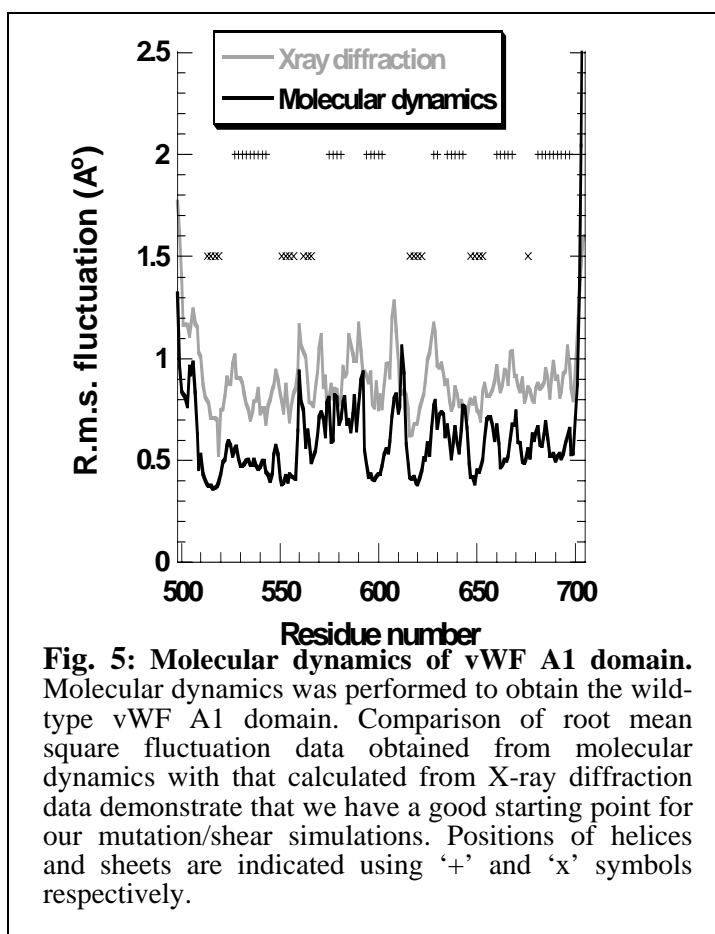 2.5
Xray diffraction
Molecular dynamics
2
1.5
1
0.5
0
R.m.s. fluctuation (Aº)
500 550 600 650 700
Residue number
Fig. 5: Molecular dynamics of vWF A1 domain.
Molecular dynamics was performed to obtain the wild-
type vWF A1 domain. Comparison of root mean
square fluctuation data obtained from molecular
dynamics with that calculated from X-ray diffraction
data demonstrate that we have a good starting point for
our mutation/shear simulations. Positions of helices
and sheets are indicated using ‘+’ and ‘x’ symbols
respectively.